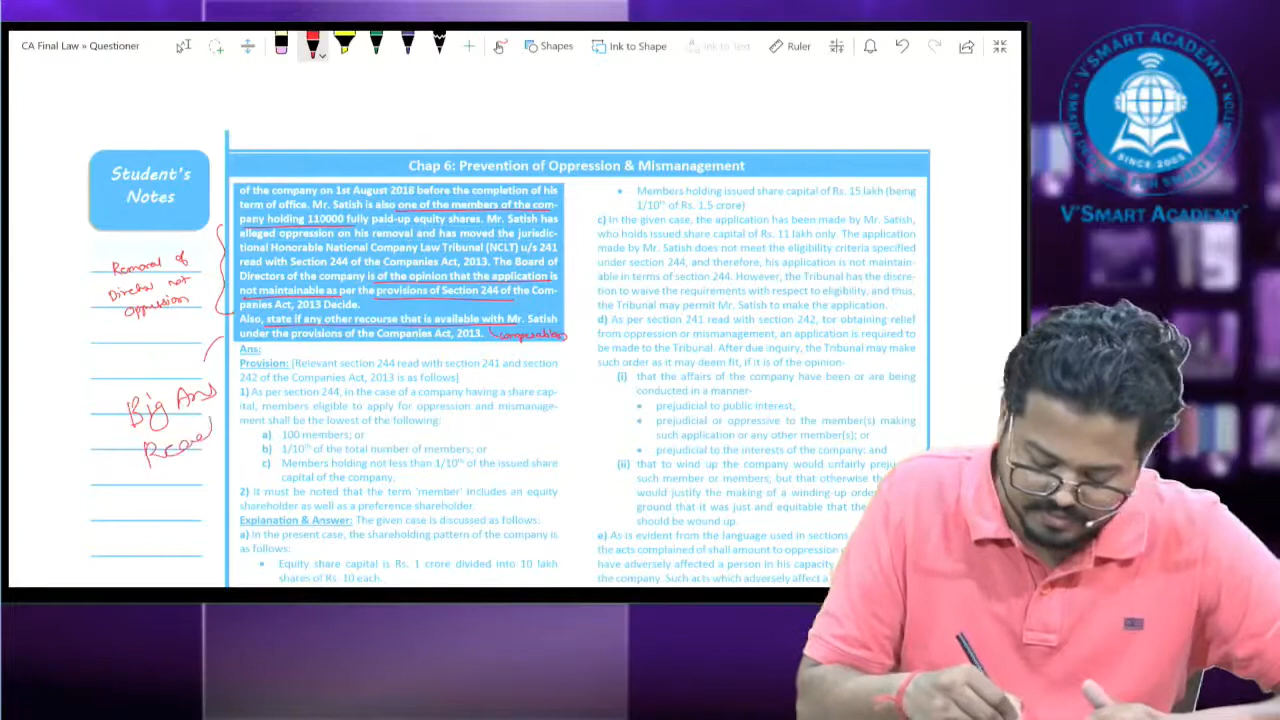 CA Final Law » Questioner
Shapes
Ink to Shape
Ink to Text
Ruler
V'SMART ACADEMY
SINCE 2005
V'SMART ACADEMY
Student's
Notes
Removal of
Director not
oppression
Big Ans
Read
Chap 6: Prevention of Oppression & Mismanagement
of the company on 1st August 2018 before the completion of his
term of office. Mr. Satish is also one of the members of the com-
pany holding 110000 fully paid-up equity shares. Mr. Satish has
alleged oppression on his removal and has moved the jurisdic-
tional Honorable National Company Law Tribunal (NCLT) u/s 241
read with Section 244 of the Companies Act, 2013. The Board of
Directors of the company is of the opinion that the application is
not maintainable as per the provisions of Section 244 of the Com-
panies Act, 2013 Decide.
Also, state if any other recourse that is available with Mr. Satish
under the provisions of the Companies Act, 2013.
compensation
Ans:
Provision: [Relevant section 244 read with section 241 and section
242 of the Companies Act, 2013 is as follows]
1) As per section 244, in the case of a company having a share cap-
ital, members eligible to apply for oppression and mismanage-
ment shall be the lowest of the following:
a) 100 members; or
b) 1/10th of the total number of members; or
c) Members holding not less than 1/10th of the issued share
capital of the company,
2) It must be noted that the term 'member' includes an equity
shareholder as well as a preference shareholder.
Explanation & Answer: The given case is discussed as follows:
a) In the present case, the shareholding pattern of the company is
as follows:
• Equity share capital is Rs. 1 crore divided into 10 lakh
shares of Rs. 10 each.
• Members holding issued share capital of Rs. 15 lakh (being
1/10th of Rs. 1.5 crore)
c) In the given case, the application has been made by Mr. Satish,
who holds issued share capital of Rs. 11 lakh only. The application
made by Mr. Satish does not meet the eligibility criteria specified
under section 244, and therefore, his application is not maintain-
able in terms of section 244. However, the Tribunal has the discre-
tion to waive the requirements with respect to eligibility, and thus,
the Tribunal may permit Mr. Satish to make the application.
d) As per section 241 read with section 242, for obtaining relief
from oppression or mismanagement, an application is required to
be made to the Tribunal. After due inquiry, the Tribunal may make
such order as it may deem fit, if it is of the opinion-
(i) that the affairs of the company have been or are being
conducted in a manner-
• prejudicial to public interest,
• prejudicial or oppressive to the member(s) making
such application or any other member(s); or
• prejudicial to the interests of the company; and
(ii) that to wind up the company would unfairly
such member or members; but that otherwise
would justify the making of a winding-up
ground that it was just and equitable that the
should be wound up.
e) As is evident from the language used in sections
the acts complained of shall amount to oppression
have adversely affected a person in his capacity
the company. Such acts which adversely affect a